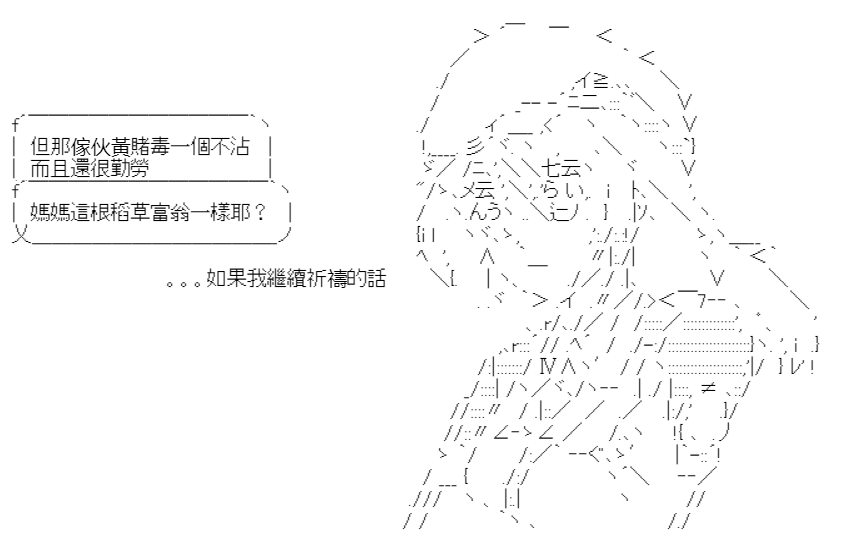 但那傢伙黃賭毒一個不沾
而且還很勤勞
媽媽這根稻草富翁一樣耶？
。。。如果我繼續祈禱的話